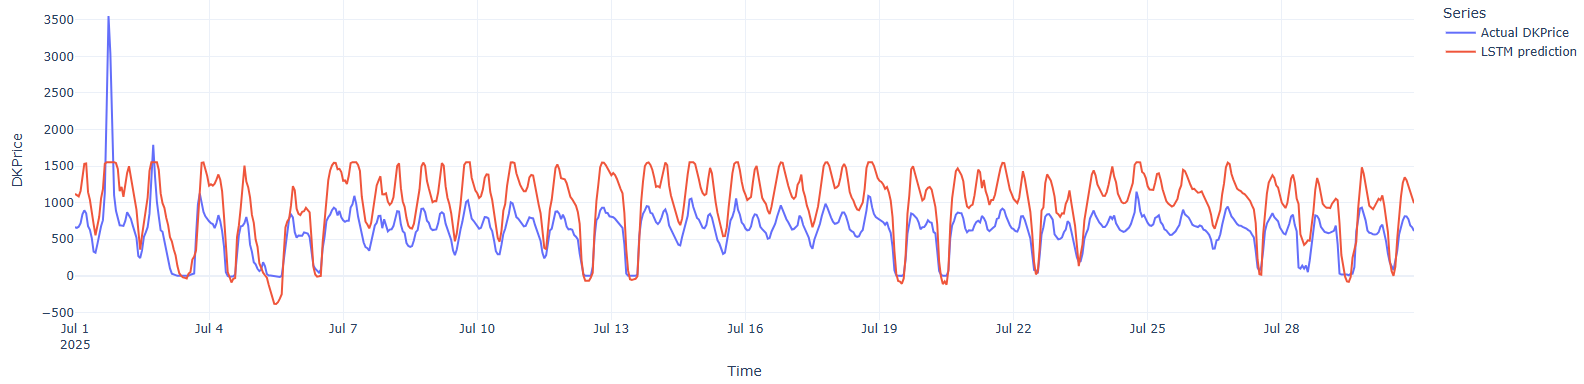 Series
Actual DKPrice
LSTM prediction
DKPrice
3500
3000
2500
2000
1500
1000
500
0
−500
Jul 1
2025
Jul 4
Jul 7
Jul 10
Jul 13
Jul 16
Jul 19
Jul 22
Jul 25
Jul 28
Time